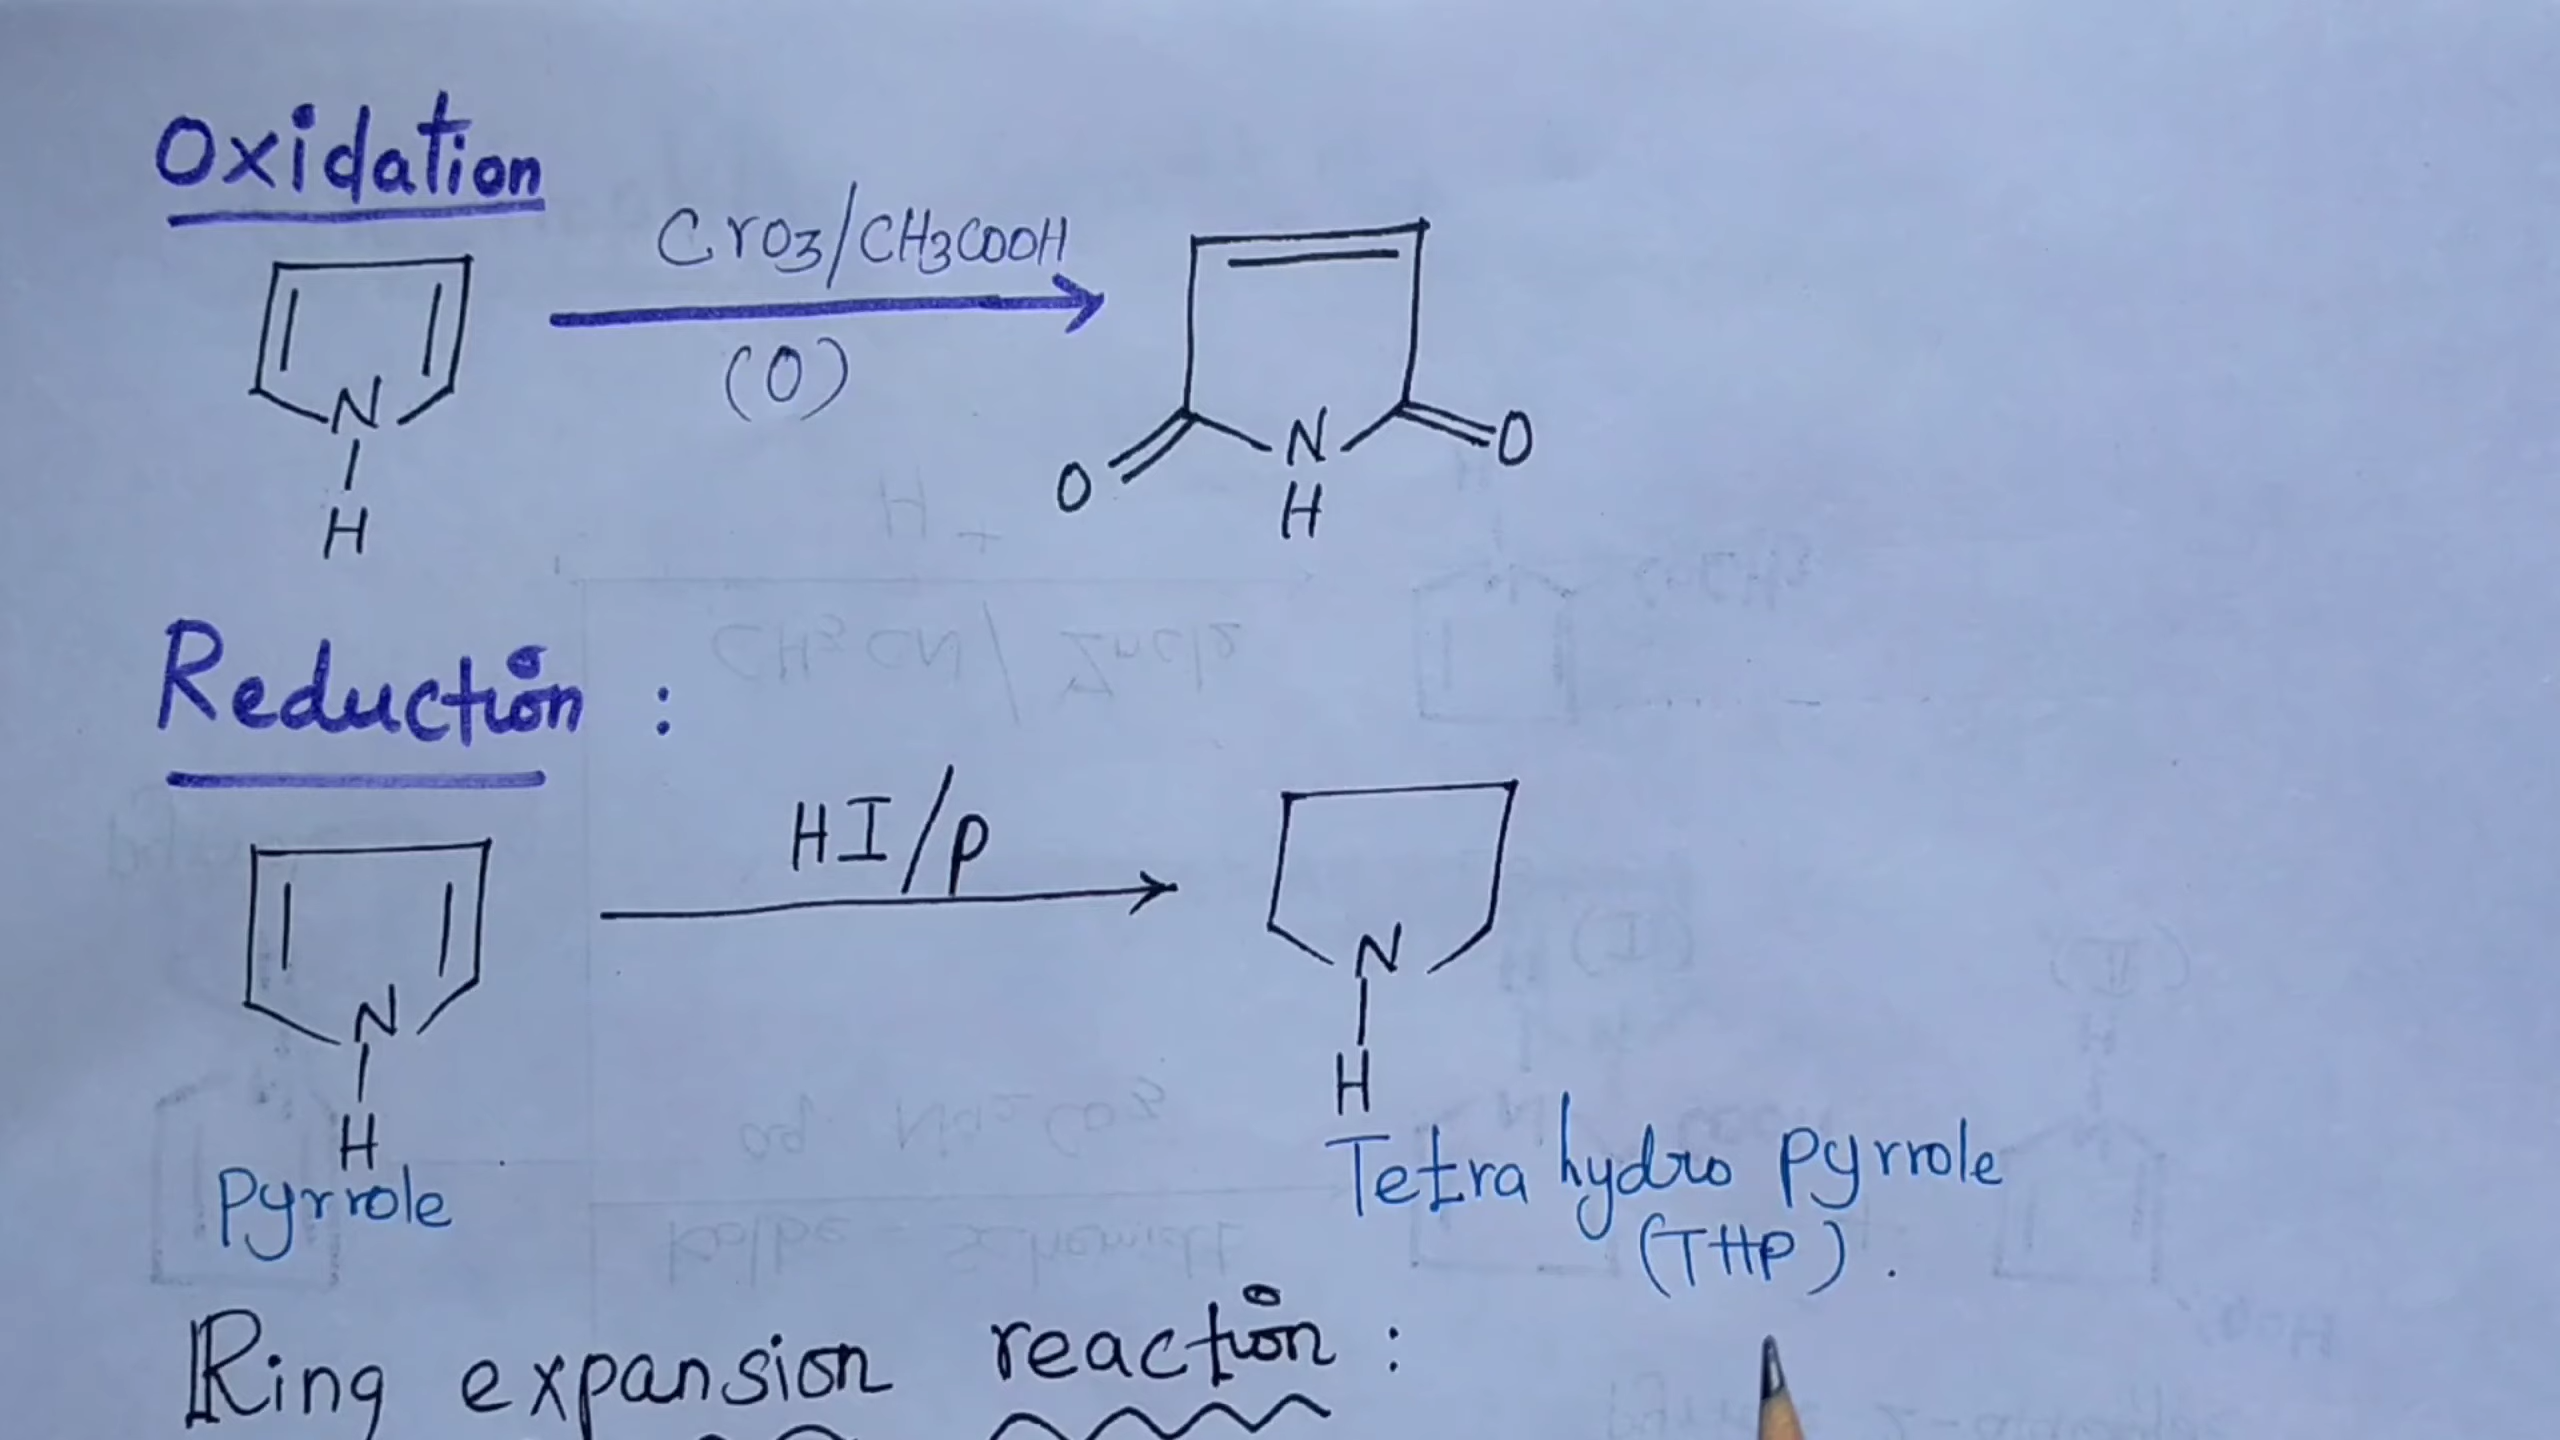 Oxidation
CrO3/CH3COOH
(O)
N
H
O
N
H
O
Reduction :
HI/P
N
H
Pyrrole
N
H
Tetra hydro pyrrole
(THP).
Ring expansion reaction :